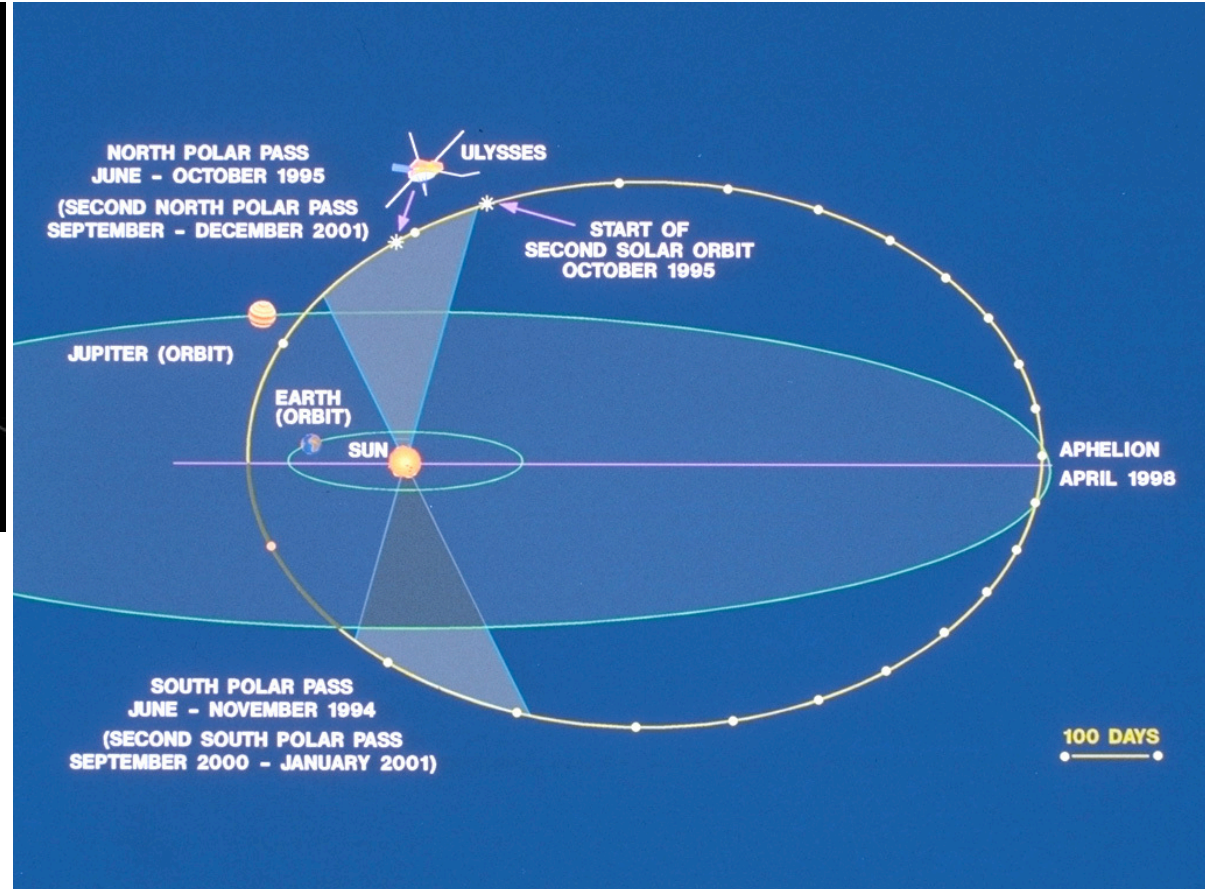 NORTH POLAR PASS
JUNE - OCTOBER 1995
(SECOND NORTH POLAR PASS
SEPTEMBER - DECEMBER 2001)
ULYSSES
START OF
SECOND SOLAR ORBIT
OCTOBER 1995
JUPITER (ORBIT)
EARTH
(ORBIT)
SUN
APHELION
APRIL 1998
SOUTH POLAR PASS
JUNE - NOVEMBER 1994
(SECOND SOUTH POLAR PASS
SEPTEMBER 2000 - JANUARY 2001)
100 DAYS